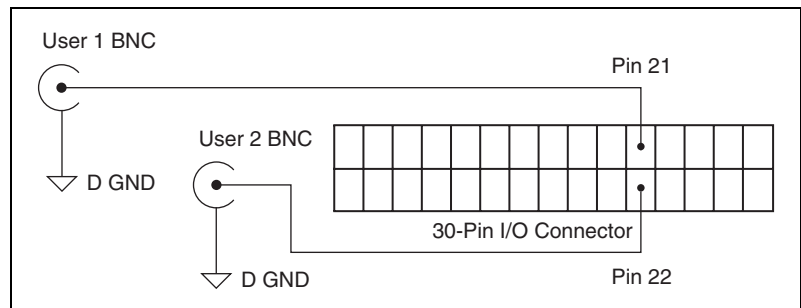 User 1 BNC
Pin 21
User 2 BNC
D GND
30-Pin I/O Connector
D GND
Pin 22